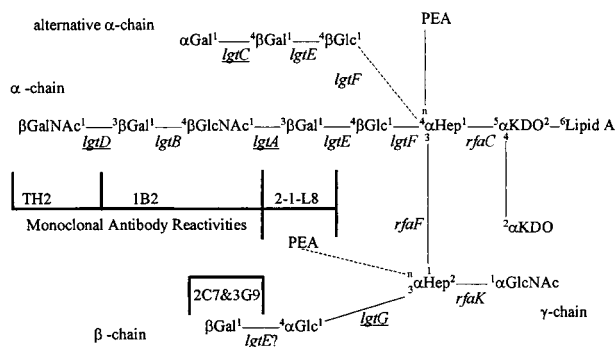 alternative α-chain
PEA
αGal¹—⁴βGal¹—⁴βGlc¹
lgtC lgtE
lgtF
α -chain
βGalNAc¹—³βGal¹—⁴βGlcNAc¹—³βGal¹—⁴βGlc¹—⁴αHep¹—⁵αKDO²–⁶Lipid A
n
3 4
lgtD lgtB lgtA lgtE lgtF rfaC
TH2 1B2 2-1-L8
Monoclonal Antibody Reactivities
rfaF
²αKDO
PEA
n 1
³αHep²—¹αGlcNAc
rfaK
2C7&3G9
γ-chain
lgtG
β -chain
βGal¹—⁴αGlc¹
lgtE?